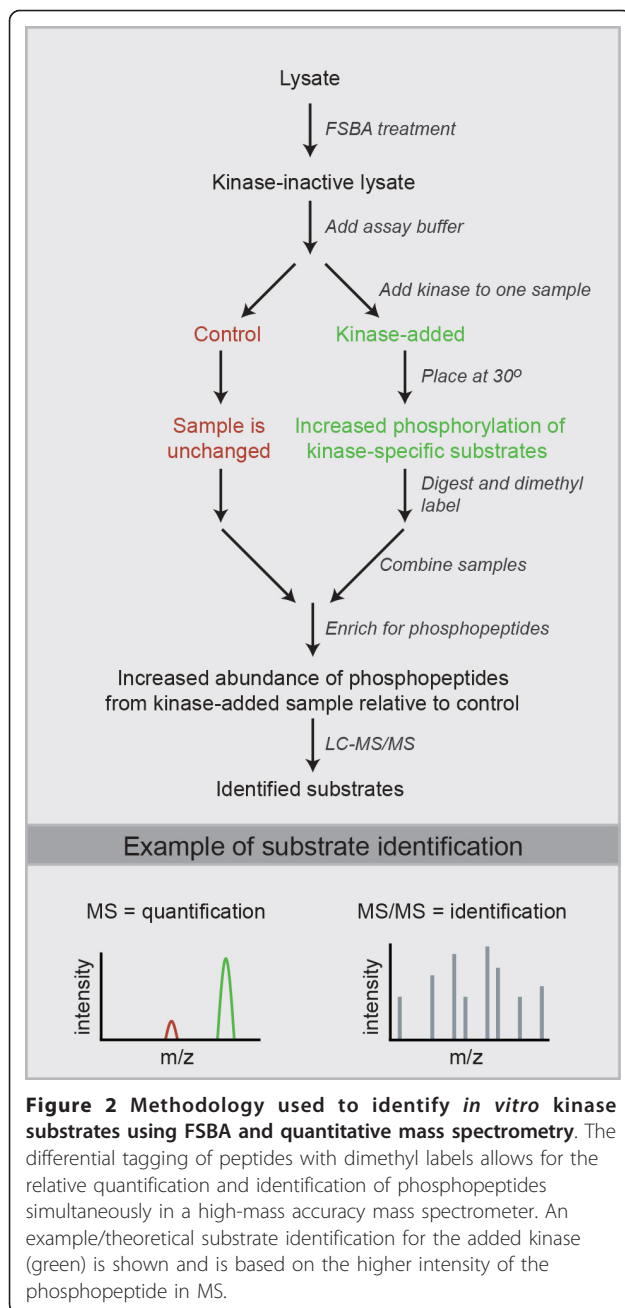 Lysate
FSBA treatment
Kinase-inactive lysate
Add assay buffer
Add kinase to one sample
Control
Kinase-added
Place at 30º
Sample is
unchanged
Increased phosphorylation of
kinase-specific substrates
Digest and dimethyl
label
Combine samples
Enrich for phosphopeptides
Increased abundance of phosphopeptides
from kinase-added sample relative to control
LC-MS/MS
Identified substrates
Example of substrate identification
MS = quantification
MS/MS = identification
intensity
m/z
intensity
m/z
Figure 2 Methodology used to identify in vitro kinase
substrates using FSBA and quantitative mass spectrometry. The
differential tagging of peptides with dimethyl labels allows for the
relative quantification and identification of phosphopeptides
simultaneously in a high-mass accuracy mass spectrometer. An
example/theoretical substrate identification for the added kinase
(green) is shown and is based on the higher intensity of the
phosphopeptide in MS.